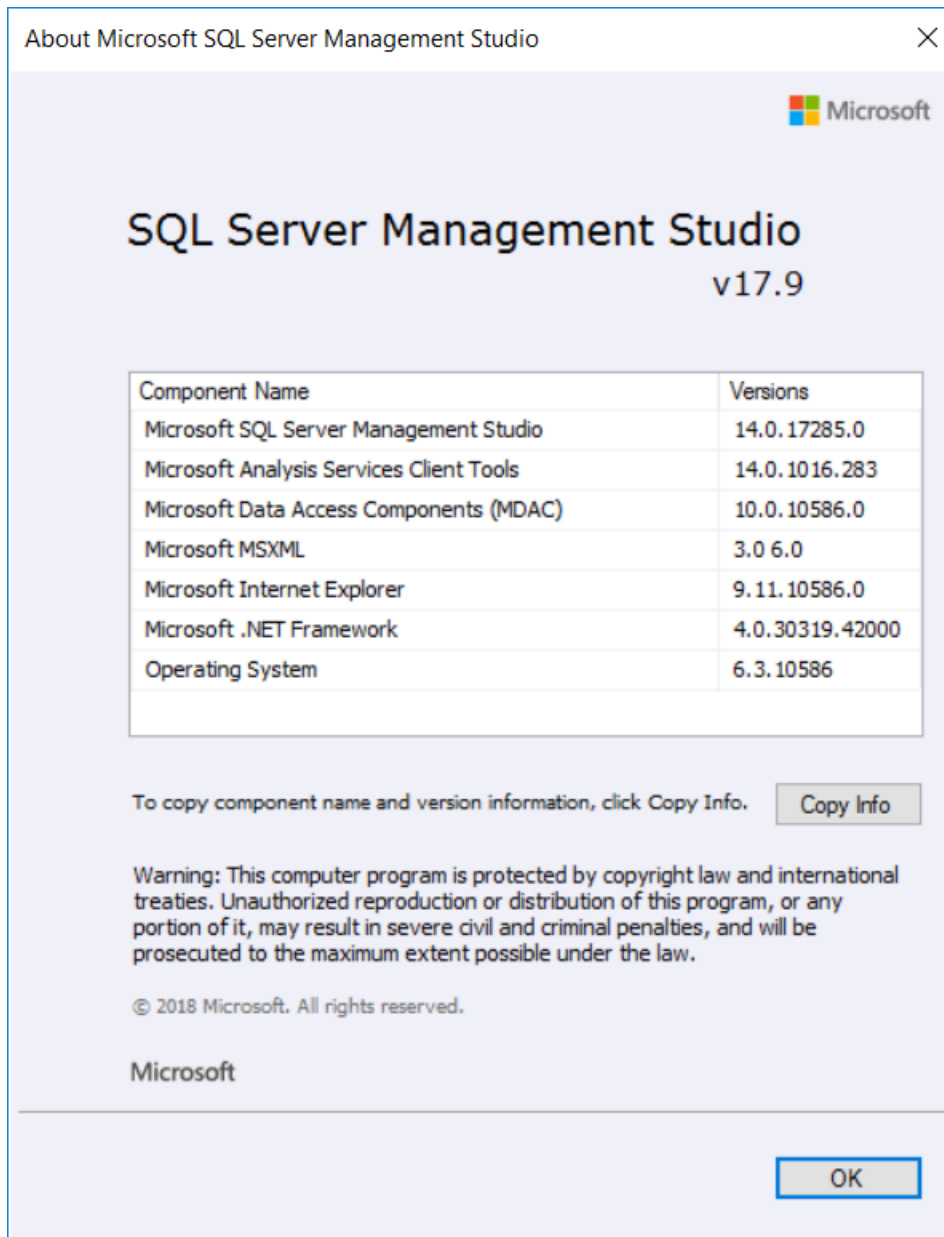 About Microsoft SQL Server Management Studio
Microsoft
SQL Server Management Studio
v17.9
Component Name Versions
Microsoft SQL Server Management Studio 14.0.17285.0
Microsoft Analysis Services Client Tools 14.0.1016.283
Microsoft Data Access Components (MDAC) 10.0.10586.0
Microsoft MSXML 3.0 6.0
Microsoft Internet Explorer 9.11.10586.0
Microsoft .NET Framework 4.0.30319.42000
Operating System 6.3.10586
To copy component name and version information, click Copy Info. Copy Info
Warning: This computer program is protected by copyright law and international
treaties. Unauthorized reproduction or distribution of this program, or any
portion of it, may result in severe civil and criminal penalties, and will be
prosecuted to the maximum extent possible under the law.
© 2018 Microsoft. All rights reserved.
Microsoft
OK